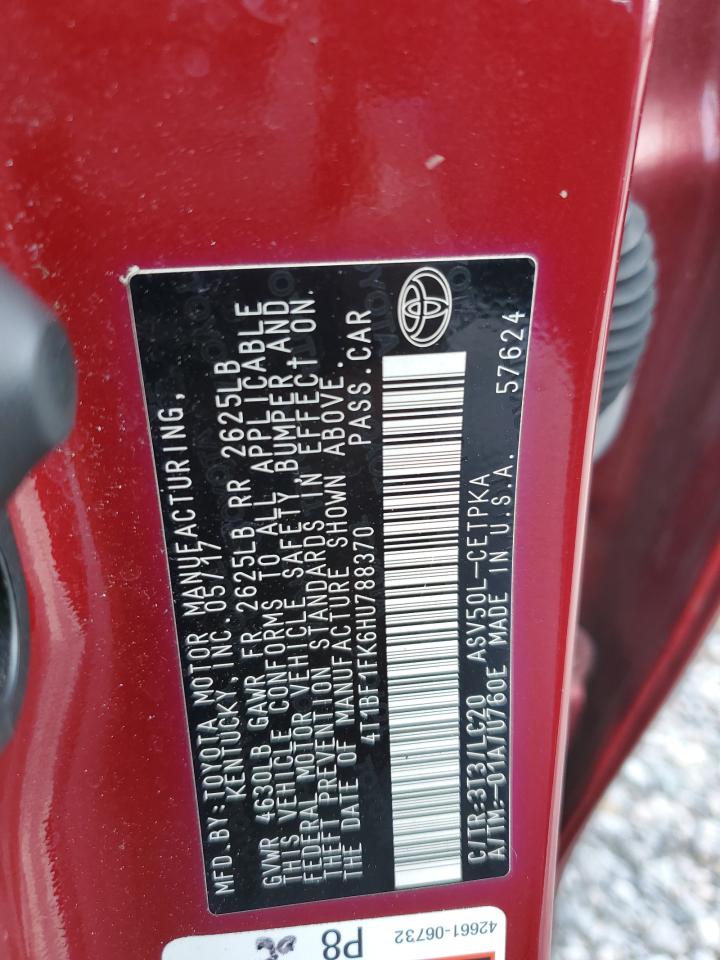 MFD.BY:TOYOTA MOTOR MANUFACTURING,
KENTUCKY, INC. 05/17
GVWR 4630LB GAWR FR 2625LB RR 2625LB
THIS VEHICLE CONFORMS TO ALL APPLICABLE
FEDERAL MOTOR VEHICLE SAFETY, BUMPER, AND
THEFT PREVENTION STANDARDS IN EFFECT ON
THE DATE OF MANUFACTURE SHOWN ABOVE.
4T1BF1FK6HU788370 PASS.CAR
C/TR:3T3/LC20 ASV50L-CETPKA
A/TM:-01A/U760E MADE IN U.S.A. 57624
42661-06732
P8